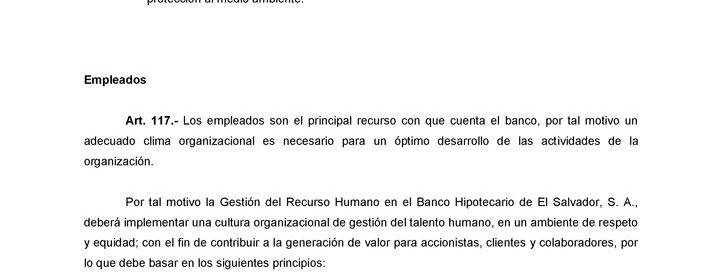 protección al medio ambiente.
Empleados
Art. 117.- Los empleados son el principal recurso con que cuenta el banco, por tal motivo un
adecuado clima organizacional es necesario para un óptimo desarrollo de las actividades de la
organización.
Por tal motivo la Gestión del Recurso Humano en el Banco Hipotecario de El Salvador, S. A.,
deberá implementar una cultura organizacional de gestión del talento humano, en un ambiente de respeto
y equidad; con el fin de contribuir a la generación de valor para accionistas, clientes y colaboradores, por
lo que debe basar en los siguientes principios: